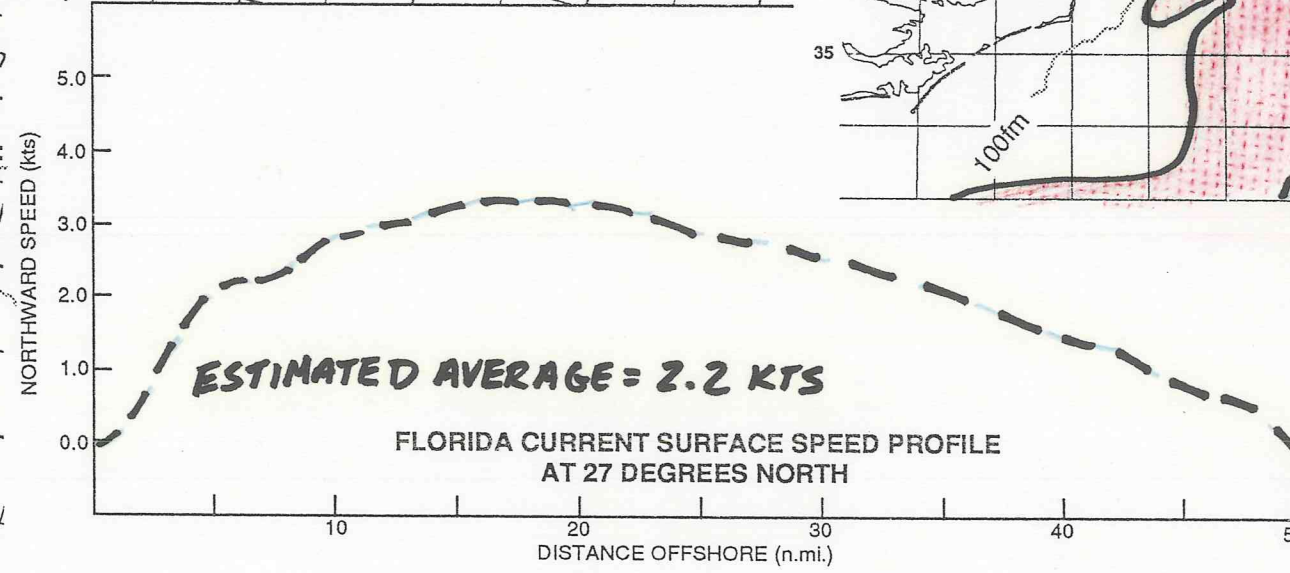 35
100fm
NORTHWARD SPEED (kts)
5.0
4.0
3.0
2.0
1.0
0.0
ESTIMATED AVERAGE = 2.2 KTS
FLORIDA CURRENT SURFACE SPEED PROFILE
AT 27 DEGREES NORTH
10 20 30 40
DISTANCE OFFSHORE (n.mi.)